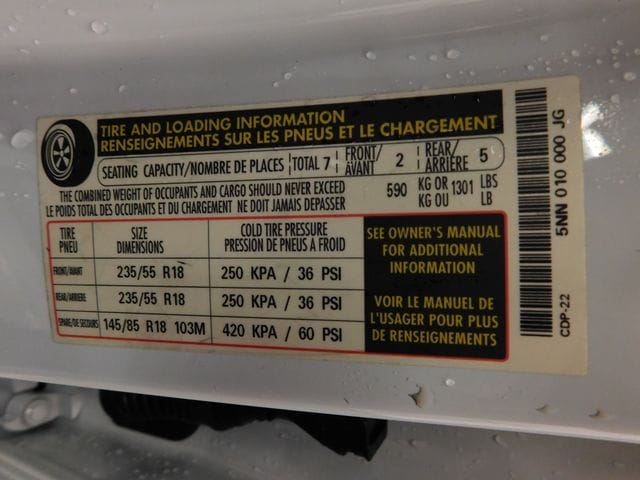 TIRE AND LOADING INFORMATION
RENSEIGNEMENTS SUR LES PNEUS ET LE CHARGEMENT
SEATING CAPACITY/NOMBRE DE PLACES TOTAL 7 FRONT/AVANT 2 REAR/ARRIÈRE 5
THE COMBINED WEIGHT OF OCCUPANTS AND CARGO SHOULD NEVER EXCEED 590 KG OR 1301 LBS
LE POIDS TOTAL DES OCCUPANTS ET DU CHARGEMENT NE DOIT JAMAIS DEPASSER KG OU LB
TIRE SIZE COLD TIRE PRESSURE
PNEU DIMENSIONS PRESSION DE PNEUS A FROID
FRONT/AVANT 235/55 R18 250 KPA / 36 PSI
REAR/ARRIERE 235/55 R18 250 KPA / 36 PSI
SPARE/DE SECOURS 145/85 R18 103M 420 KPA / 60 PSI
SEE OWNER'S MANUAL
FOR ADDITIONAL
INFORMATION
VOIR LE MANUEL DE
L'USAGER POUR PLUS
DE RENSEIGNEMENTS
5NN 010 000 JG
CDP-22